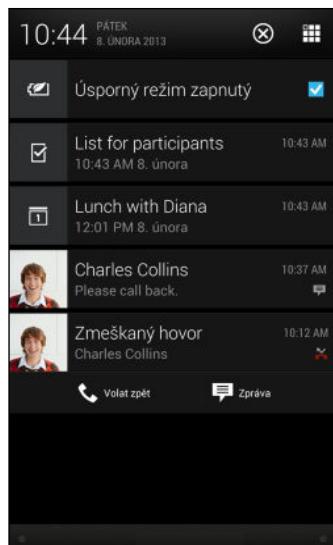 10:44 PÁTEK
8. ÚNORA 2013
Úsporný režim zapnutý
List for participants 10:43 AM
10:43 AM 8. února
1 Lunch with Diana 10:43 AM
12:01 PM 8. února
Charles Collins 10:37 AM
Please call back.
Zmeškaný hovor 10:12 AM
Charles Collins
Volat zpět Zpráva